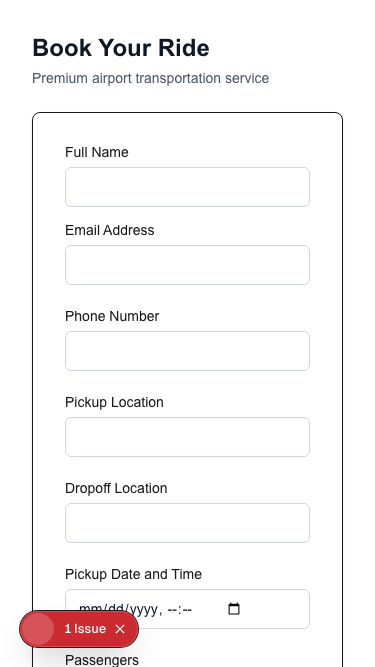 Book Your Ride
Premium airport transportation service
Full Name
Email Address
Phone Number
Pickup Location
Dropoff Location
Pickup Date and Time
mm/dd/yyyy, --:--
1 Issue
Passengers